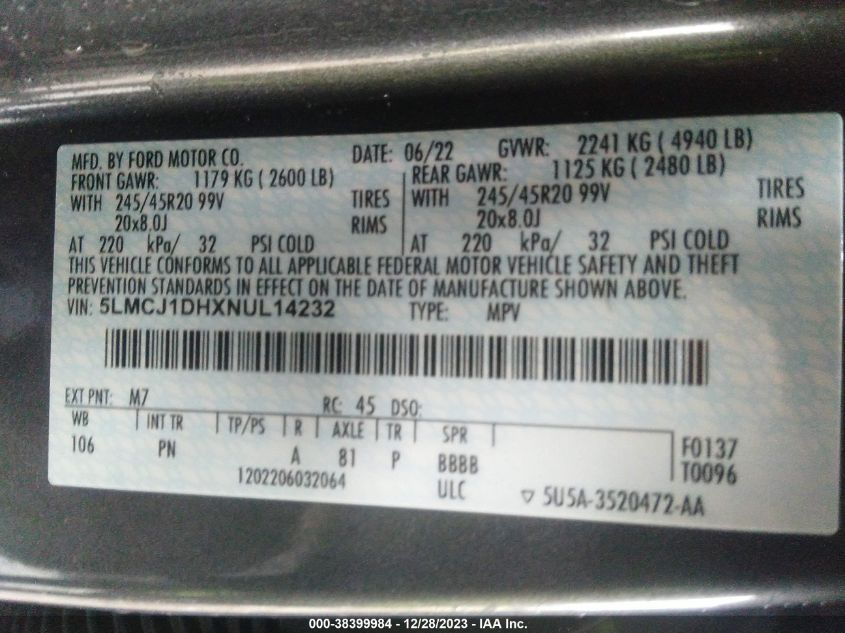 MFD. BY FORD MOTOR CO. DATE: 06/22 GVWR: 2241 KG ( 4940 LB)
FRONT GAWR: 1179 KG ( 2600 LB) REAR GAWR: 1125 KG ( 2480 LB)
WITH 245/45R20 99V TIRES WITH 245/45R20 99V TIRES
20x8.0J RIMS 20x8.0J RIMS
AT 220 kPa/ 32 PSI COLD AT 220 kPa/ 32 PSI COLD
THIS VEHICLE CONFORMS TO ALL APPLICABLE FEDERAL MOTOR VEHICLE SAFETY AND THEFT
PREVENTION STANDARDS IN EFFECT ON THE DATE OF MANUFACTURE SHOWN ABOVE.
VIN: 5LMCJ1DHXNUL14232 TYPE: MPV
EXT PNT: M7 RC: 45 DSO:
WB INT TR TP/PS R AXLE TR SPR F0137
106 PN A 81 P BBBB T0096
1202206032064 ULC ▽ 5U5A-3520472-AA
000-38399984 - 12/28/2023 - IAA Inc.